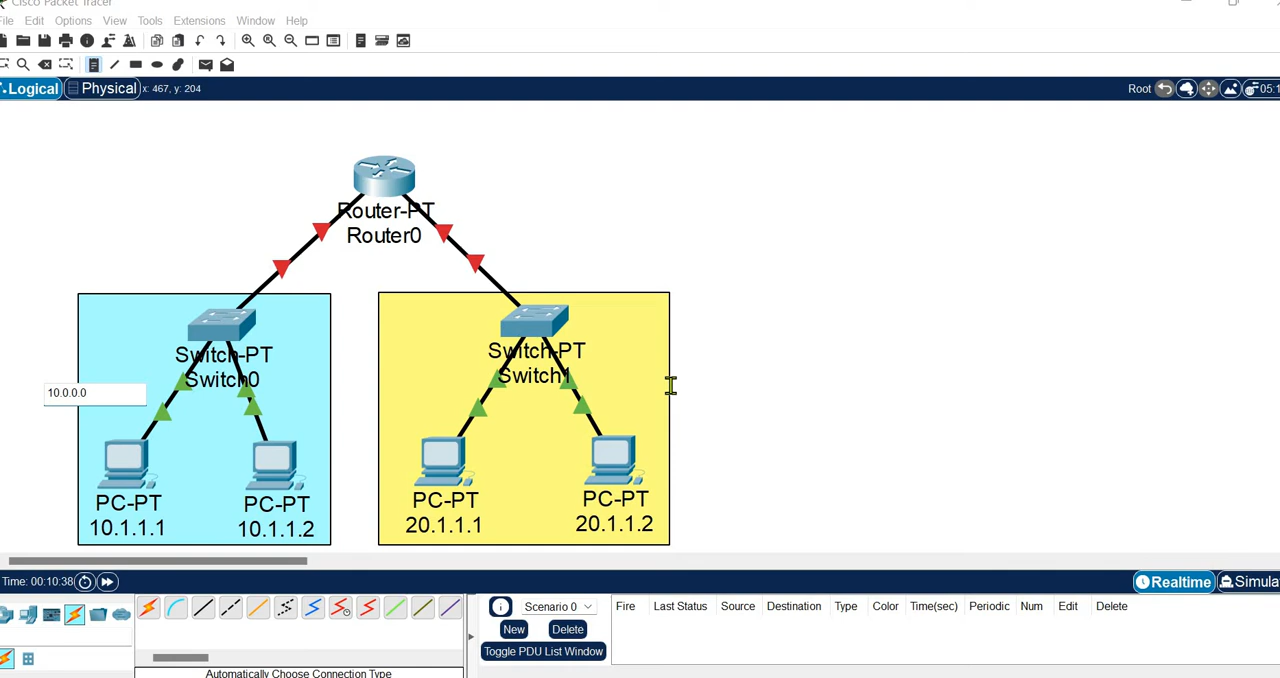 Cisco Packet Tracer
File Edit Options View Tools Extensions Window Help
Logical Physical x: 467, y: 204 Root 05:1
Router-PT
Router0
Switch-PT
Switch0
Switch-PT
Switch1
10.0.0.0
PC-PT
10.1.1.1
PC-PT
10.1.1.2
PC-PT
20.1.1.1
PC-PT
20.1.1.2
Time: 00:10:38 Realtime Simula
Scenario 0 Fire Last Status Source Destination Type Color Time(sec) Periodic Num Edit Delete
New Delete
Toggle PDU List Window
Automatically Choose Connection Type